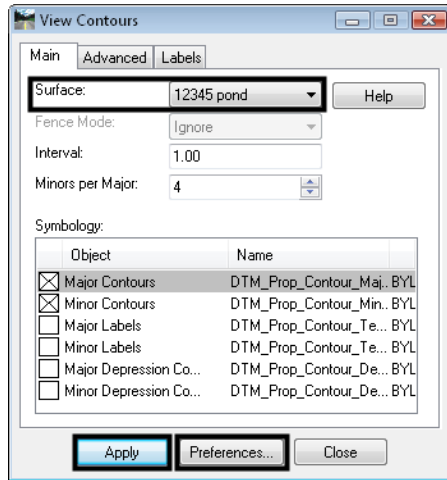 View Contours
Main Advanced Labels
Surface: 12345 pond Help
Fence Mode: Ignore
Interval: 1.00
Minors per Major: 4
Symbology:
Object Name
Major Contours DTM_Prop_Contour_Maj.. BYL
Minor Contours DTM_Prop_Contour_Min.. BYL
Major Labels DTM_Prop_Contour_Te... BYL
Minor Labels DTM_Prop_Contour_Te... BYL
Major Depression Co... DTM_Prop_Contour_De... BYL
Minor Depression Co... DTM_Prop_Contour_De... BYL
Apply Preferences... Close